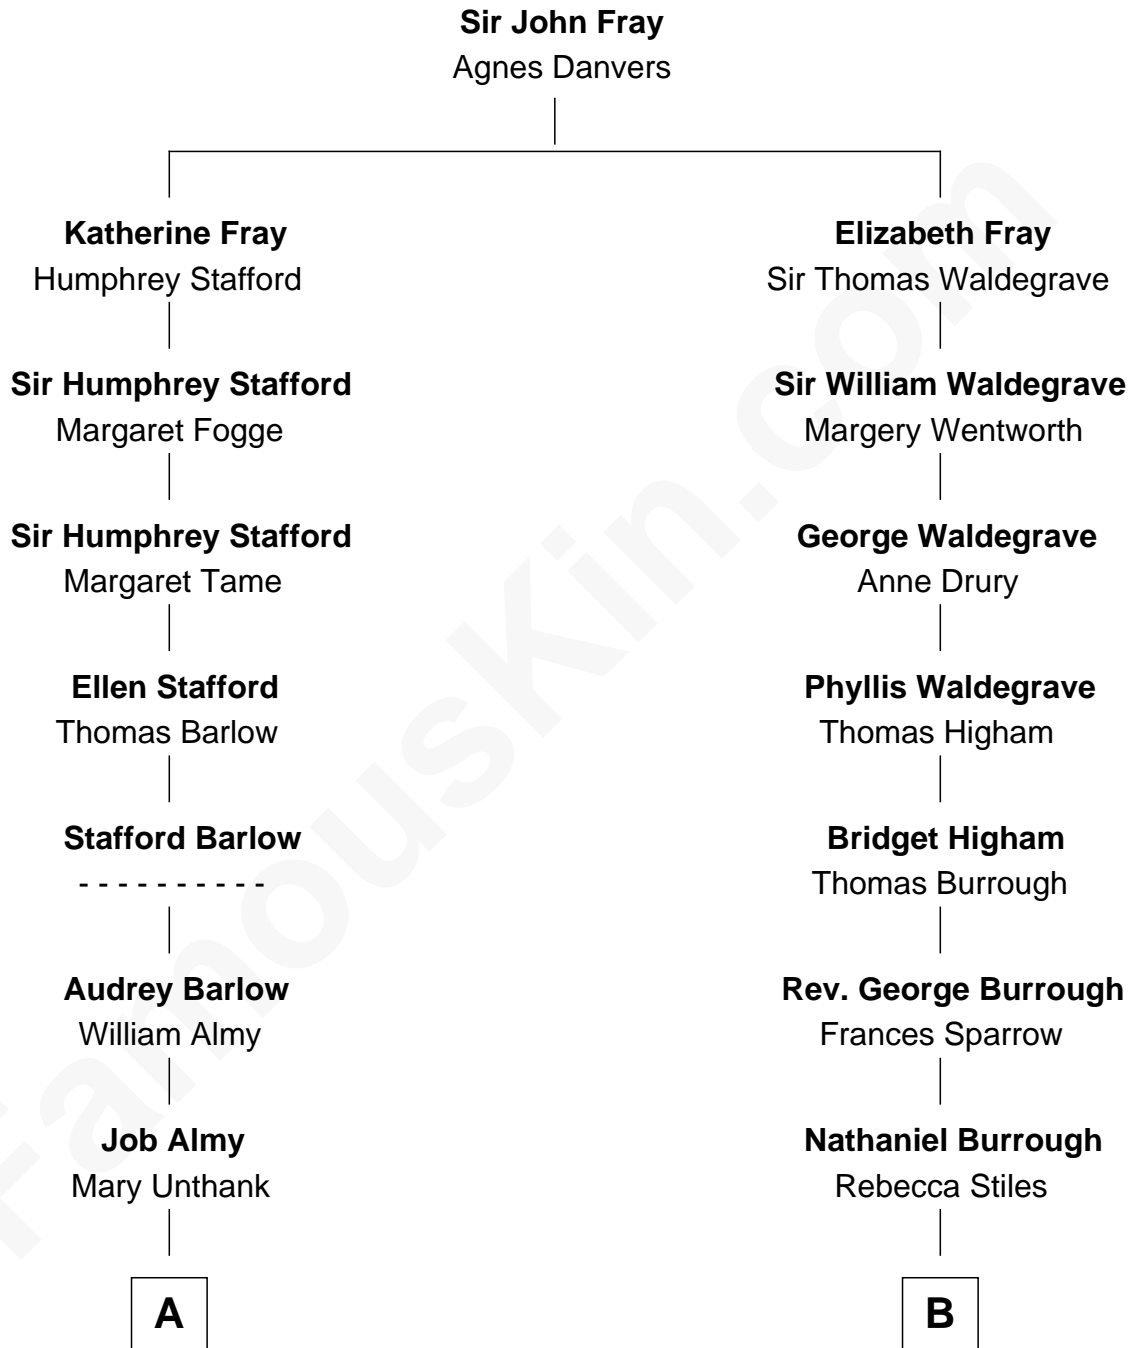 Sir John Fray
Agnes Danvers
Katherine Fray
Humphrey Stafford
Elizabeth Fray
Sir Thomas Waldegrave
Sir Humphrey Stafford
Margaret Fogge
Sir William Waldegrave
Margery Wentworth
Sir Humphrey Stafford
Margaret Tame
George Waldegrave
Anne Drury
Ellen Stafford
Thomas Barlow
Phyllis Waldegrave
Thomas Higham
Stafford Barlow
- - - - - - - - - -
Bridget Higham
Thomas Burrough
Audrey Barlow
William Almy
Rev. George Burrough
Frances Sparrow
Job Almy
Mary Unthank
Nathaniel Burrough
Rebecca Stiles
A
B
FamousKin.com